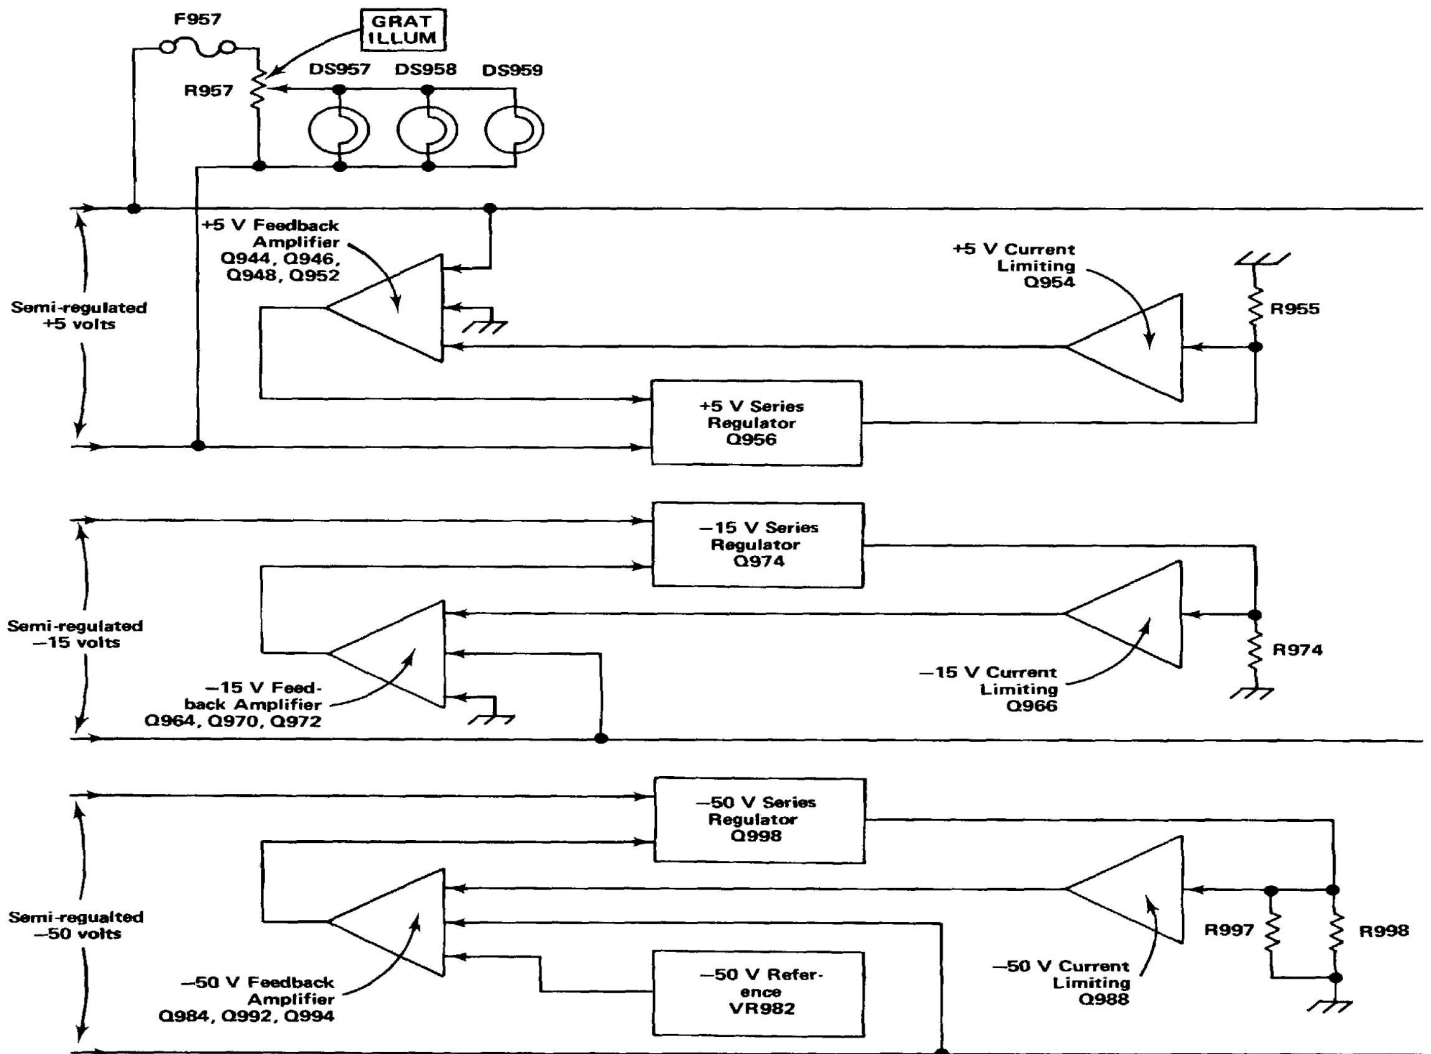 F957
GRAT
ILLUM
R957
DS957
DS958
DS959
+5 V Feedback
Amplifier
Q944, Q946,
Q948, Q952
+5 V Current
Limiting
Q954
R955
Semi-regulated
+5 volts
+5 V Series
Regulator
Q956
−15 V Series
Regulator
Q974
Semi-regulated
−15 volts
−15 V Feed-
back Amplifier
Q964, Q970, Q972
−15 V Current
Limiting
Q966
R974
−50 V Series
Regulator
Q998
Semi-regualted
−50 volts
−50 V Feedback
Amplifier
Q984, Q992, Q994
−50 V Refer-
ence
VR982
−50 V Current
Limiting
Q988
R997
R998